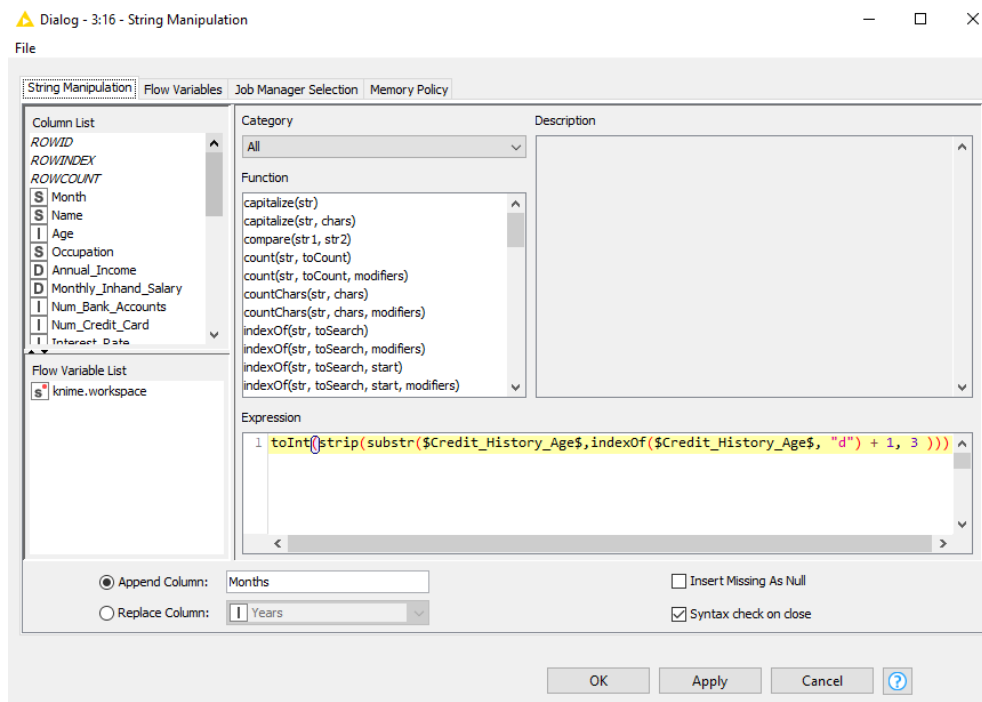 Dialog - 3:16 - String Manipulation
File
String Manipulation Flow Variables Job Manager Selection Memory Policy
Column List
ROWID
ROWINDEX
ROWCOUNT
S Month
S Name
I Age
S Occupation
D Annual_Income
D Monthly_Inhand_Salary
I Num_Bank_Accounts
I Num_Credit_Card
I Interest_Rate
Flow Variable List
s knime.workspace
Category
All
Function
capitalize(str)
capitalize(str, chars)
compare(str1, str2)
count(str, toCount)
count(str, toCount, modifiers)
countChars(str, chars)
countChars(str, chars, modifiers)
indexOf(str, toSearch)
indexOf(str, toSearch, modifiers)
indexOf(str, toSearch, start)
indexOf(str, toSearch, start, modifiers)
Description
Expression
1 toInt(strip(substr($Credit_History_Age$,indexOf($Credit_History_Age$, "d") + 1, 3 )))
Append Column: Months
Replace Column: I Years
Insert Missing As Null
Syntax check on close
OK Apply Cancel ?